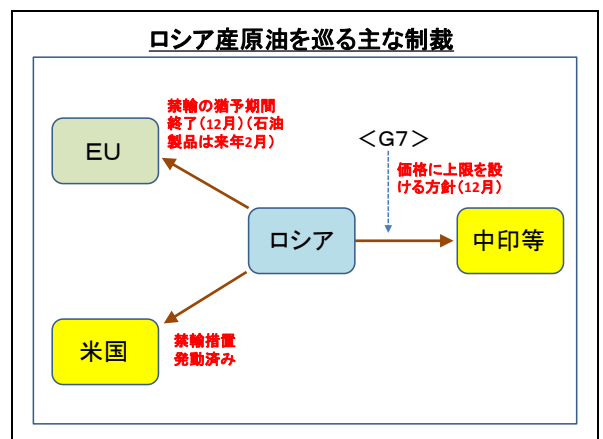 ロシア産原油を巡る主な制裁
禁輸の猶予期間
終了(12月)(石油
製品は来年2月)
EU
<G7>
価格に上限を設
ける方針(12月)
ロシア
中印等
米国
禁輸措置
発動済み